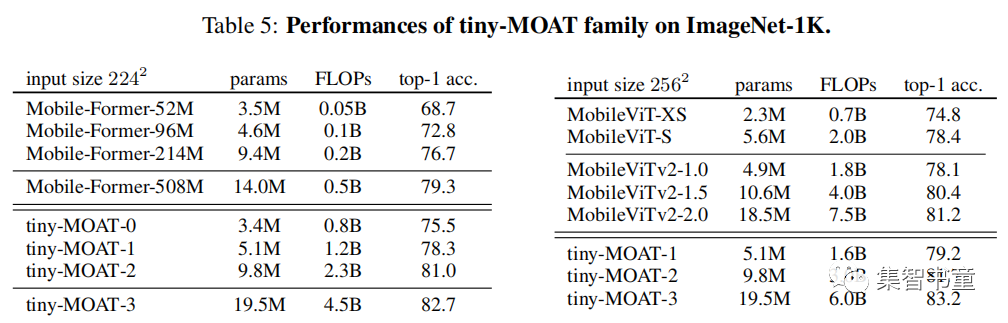 Table 5: Performances of tiny-MOAT family on ImageNet-1K.
input size 224² params FLOPs top-1 acc.
Mobile-Former-52M 3.5M 0.05B 68.7
Mobile-Former-96M 4.6M 0.1B 72.8
Mobile-Former-214M 9.4M 0.2B 76.7
Mobile-Former-508M 14.0M 0.5B 79.3
tiny-MOAT-0 3.4M 0.8B 75.5
tiny-MOAT-1 5.1M 1.2B 78.3
tiny-MOAT-2 9.8M 2.3B 81.0
tiny-MOAT-3 19.5M 4.5B 82.7
input size 256² params FLOPs top-1 acc.
MobileViT-XS 2.3M 0.7B 74.8
MobileViT-S 5.6M 2.0B 78.4
MobileViTv2-1.0 4.9M 1.8B 78.1
MobileViTv2-1.5 10.6M 4.0B 80.4
MobileViTv2-2.0 18.5M 7.5B 81.2
tiny-MOAT-1 5.1M 1.6B 79.2
tiny-MOAT-2 9.8M
tiny-MOAT-3 19.5M 6.0B 83.2
集智书童